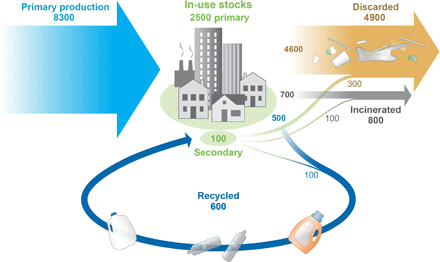 Primary production
8300
In-use stocks
2500 primary
Discarded
4900
4600
300
700
Incinerated
800
500
100
100
Secondary
100
Recycled
600